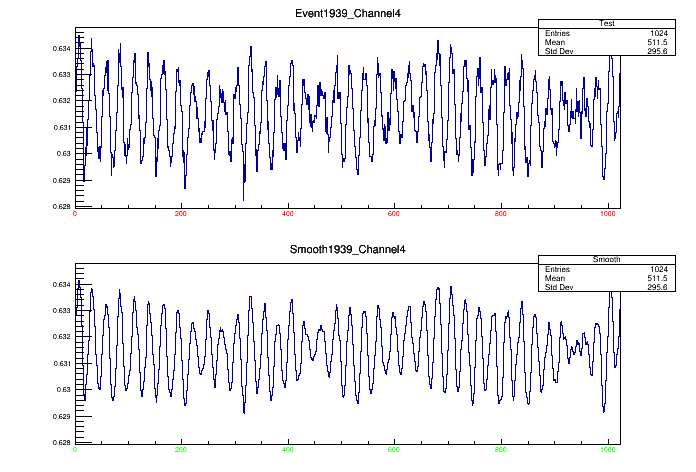 Event1939_Channel4
Test
Entries 1024
Mean 511.5
Std Dev 295.6
0.634
0.633
0.632
0.631
0.63
0.629
0.628
0 200 400 600 800 1000
Smooth1939_Channel4
Smooth
Entries 1024
Mean 511.5
Std Dev 295.6
0.634
0.633
0.632
0.631
0.63
0.629
0.628
0 200 400 600 800 1000